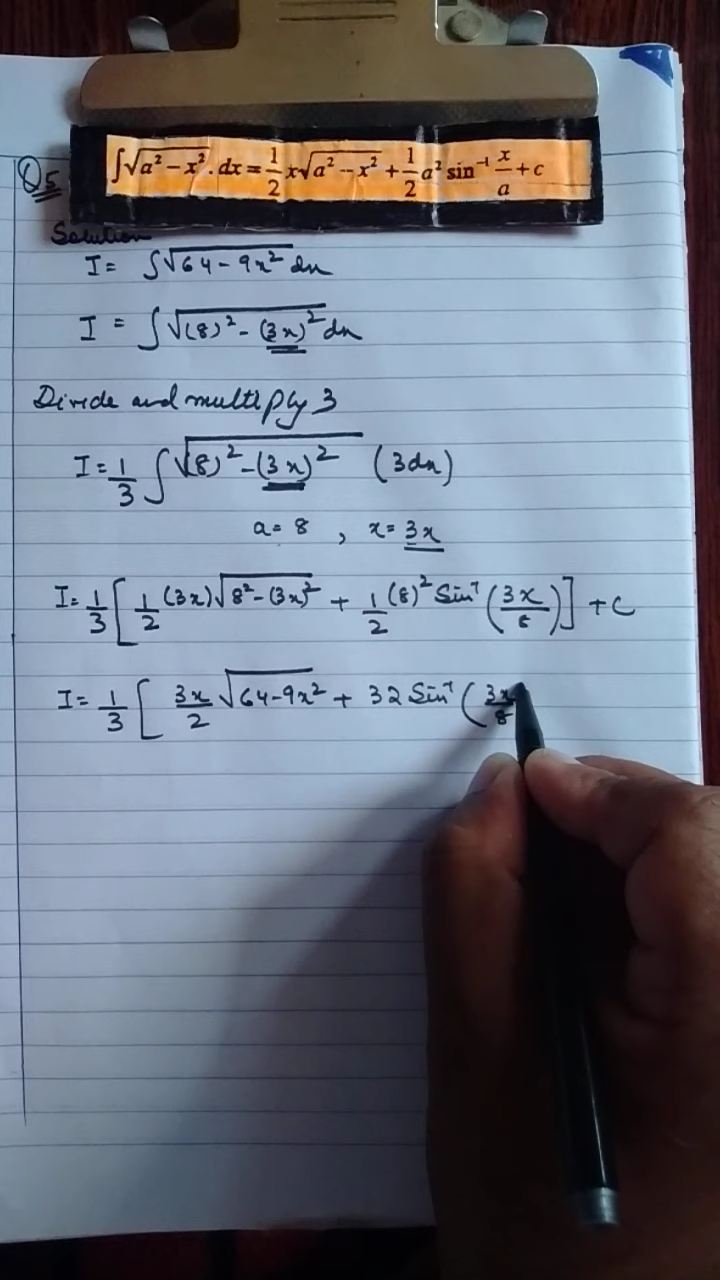 Q5
∫√(a² − x²) . dx = 1/2 x√(a² − x²) + 1/2 a² sin⁻¹ x/a + c
Solution
I = ∫√(64 − 9x²) dx
I = ∫√((8)² − (3x)²) dx
Divide and multiply 3
I = 1/3 ∫√((8)² − (3x)²) (3dx)
a = 8 , x = 3x
I = 1/3 [ 1/2 (3x)√(8² − (3x)²) + 1/2 (8)² Sin⁻¹ (3x/8) ] + C
I = 1/3 [ 3x/2 √(64 − 9x²) + 32 Sin⁻¹ (3x/8